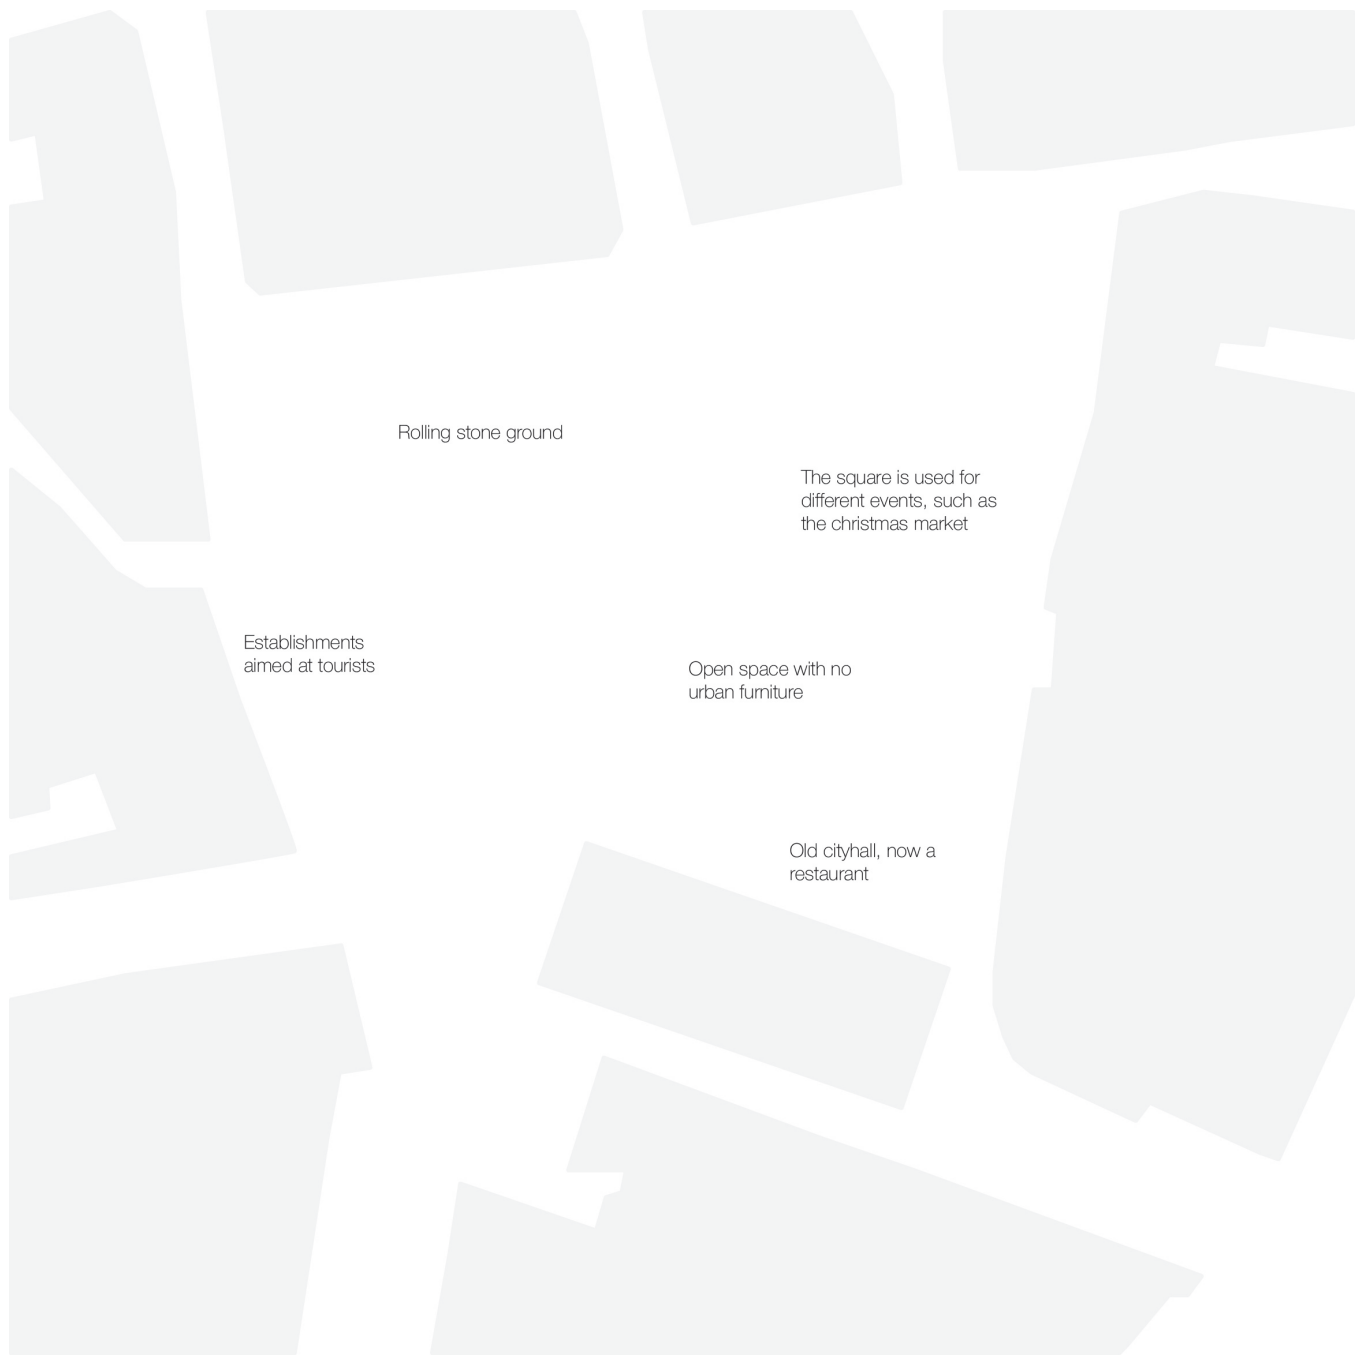 Rolling stone ground
The square is used for
different events, such as
the christmas market
Establishments
aimed at tourists
Open space with no
urban furniture
Old cityhall, now a
restaurant